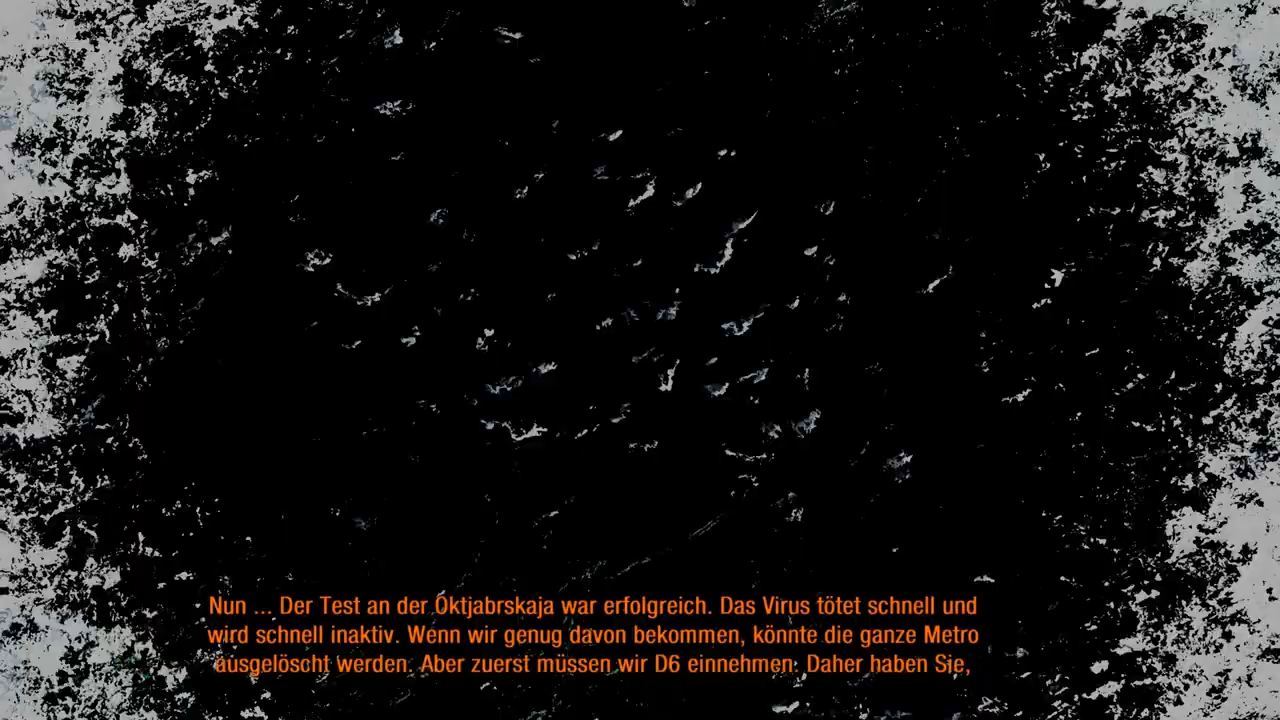 Nun ... Der Test an der Oktjabrskaja war erfolgreich. Das Virus tötet schnell und
wird schnell inaktiv. Wenn wir genug davon bekommen, könnte die ganze Metro
ausgelöscht werden. Aber zuerst müssen wir D6 einnehmen. Daher haben Sie,